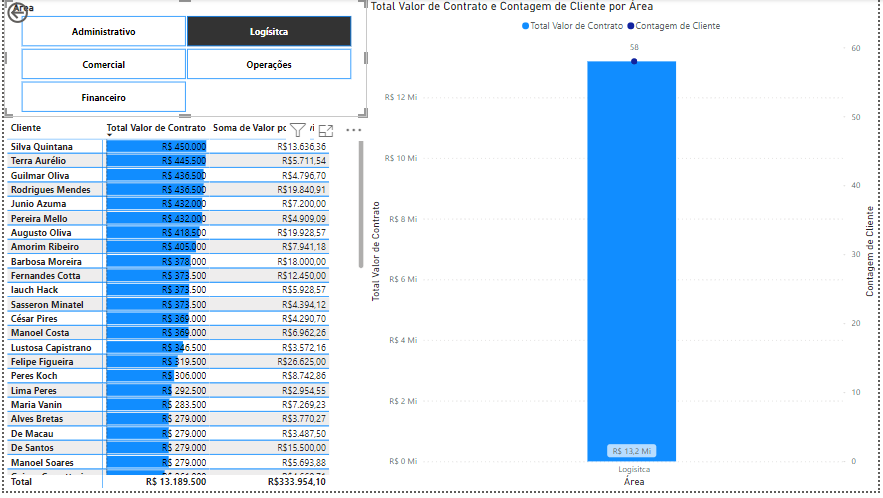 Área
Administrativo Logísitca
Comercial Operações
Financeiro
Cliente Total Valor de Contrato Soma de Valor po
Silva Quintana R$ 450.000 R$13.636,36
Terra Aurélio R$ 445.500 R$5.711,54
Guilmar Oliva R$ 436.500 R$4.796,70
Rodrigues Mendes R$ 436.500 R$19.840,91
Junio Azuma R$ 432.000 R$7.200,00
Pereira Mello R$ 432.000 R$4.909,09
Augusto Oliva R$ 418.500 R$19.928,57
Amorim Ribeiro R$ 405.000 R$7.941,18
Barbosa Moreira R$ 378.000 R$18.000,00
Fernandes Cotta R$ 373.500 R$12.450,00
Iauch Hack R$ 373.500 R$5.928,57
Sasseron Minatel R$ 373.500 R$4.394,12
César Pires R$ 369.000 R$4.290,70
Manoel Costa R$ 369.000 R$6.962,26
Lustosa Capistrano R$ 346.500 R$3.572,16
Felipe Figueira R$ 319.500 R$26.625,00
Peres Koch R$ 306.000 R$8.742,86
Lima Peres R$ 292.500 R$2.954,55
Maria Vanin R$ 283.500 R$7.269,23
Alves Bretas R$ 279.000 R$3.770,27
De Macau R$ 279.000 R$3.487,50
De Santos R$ 279.000 R$15.500,00
Manoel Soares R$ 279.000 R$5.693,88
Total R$ 13.189.500 R$333.954,10
Total Valor de Contrato e Contagem de Cliente por Área
Total Valor de Contrato Contagem de Cliente
58
R$ 12 Mi
R$ 10 Mi
R$ 8 Mi
R$ 6 Mi
R$ 4 Mi
R$ 2 Mi
R$ 0 Mi
Total Valor de Contrato
R$ 13,2 Mi
Logísitca
Área
60
50
40
30
20
10
0
Contagem de Cliente